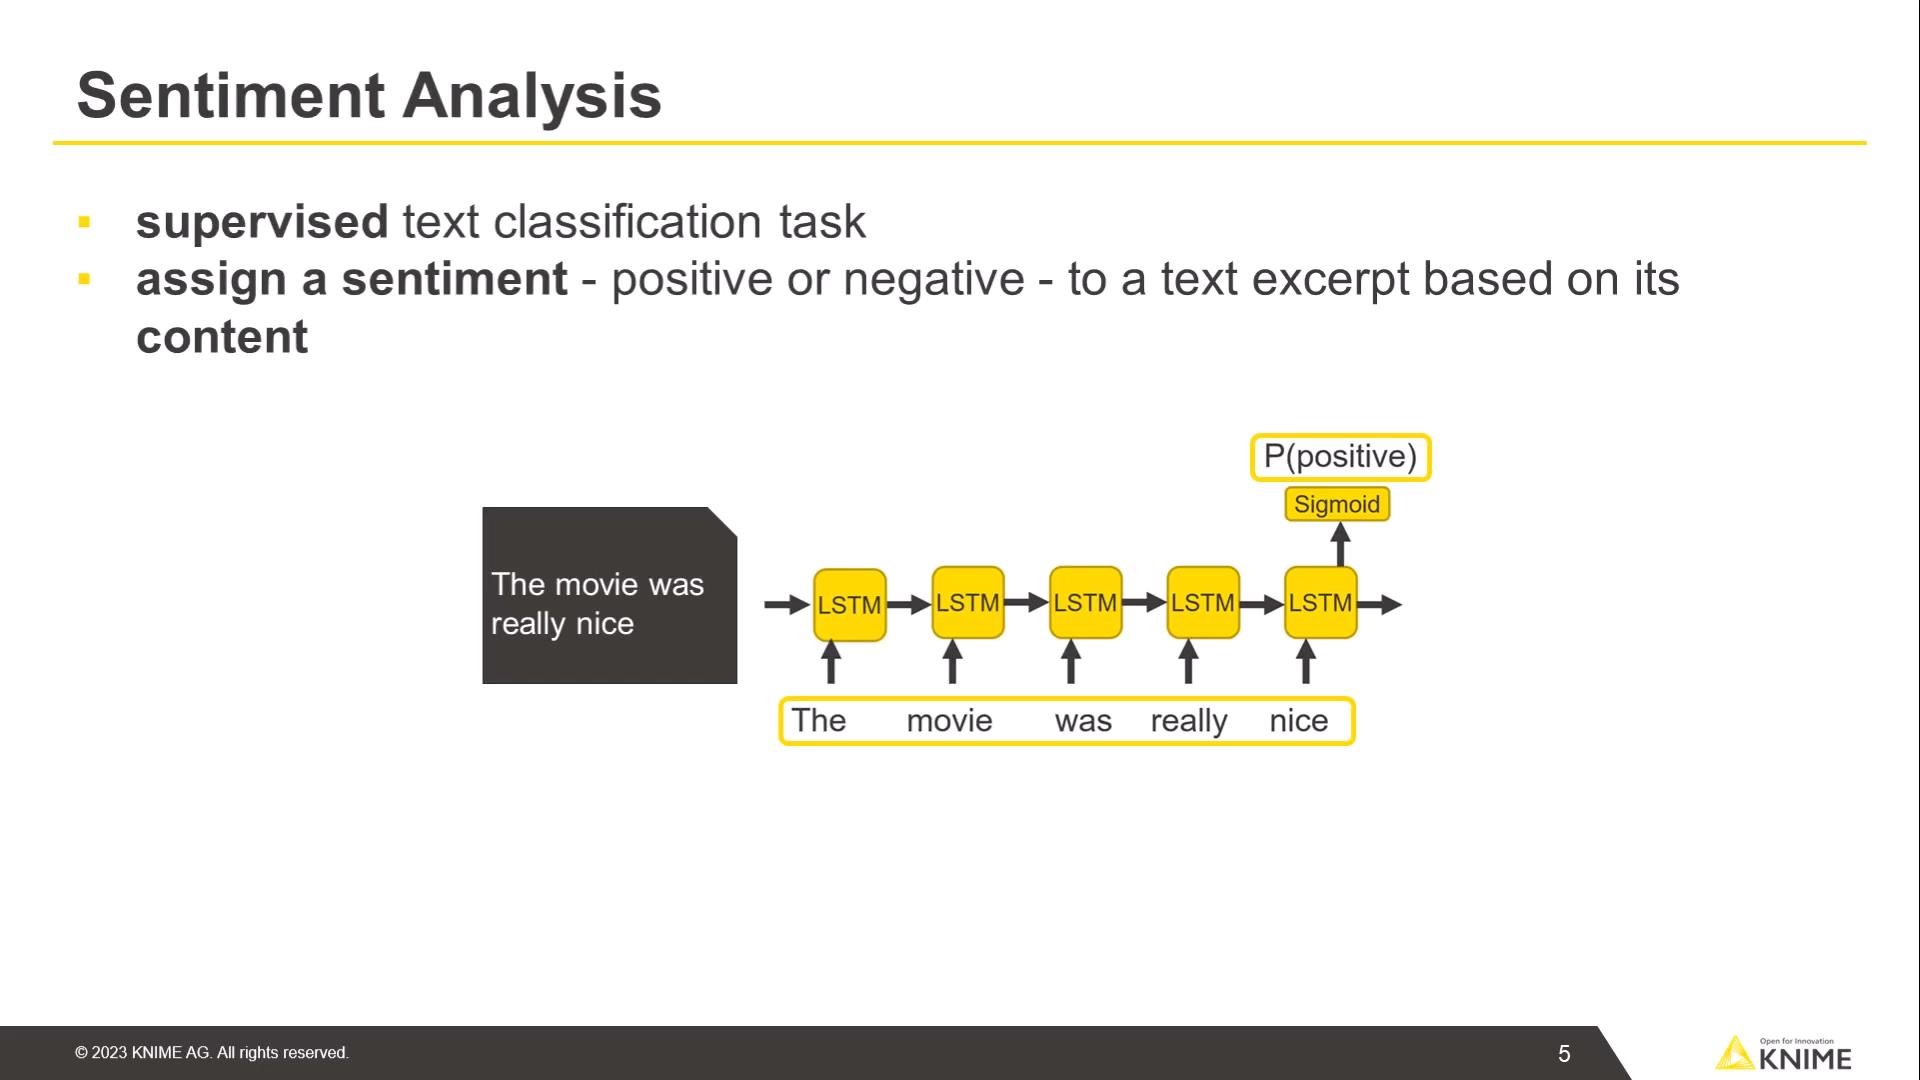 Sentiment Analysis
▪ supervised text classification task
▪ assign a sentiment - positive or negative - to a text excerpt based on its
content
P(positive)
Sigmoid
The movie was
really nice
LSTM LSTM LSTM LSTM LSTM
The movie was really nice
© 2023 KNIME AG. All rights reserved.
5
Open for Innovation
KNIME